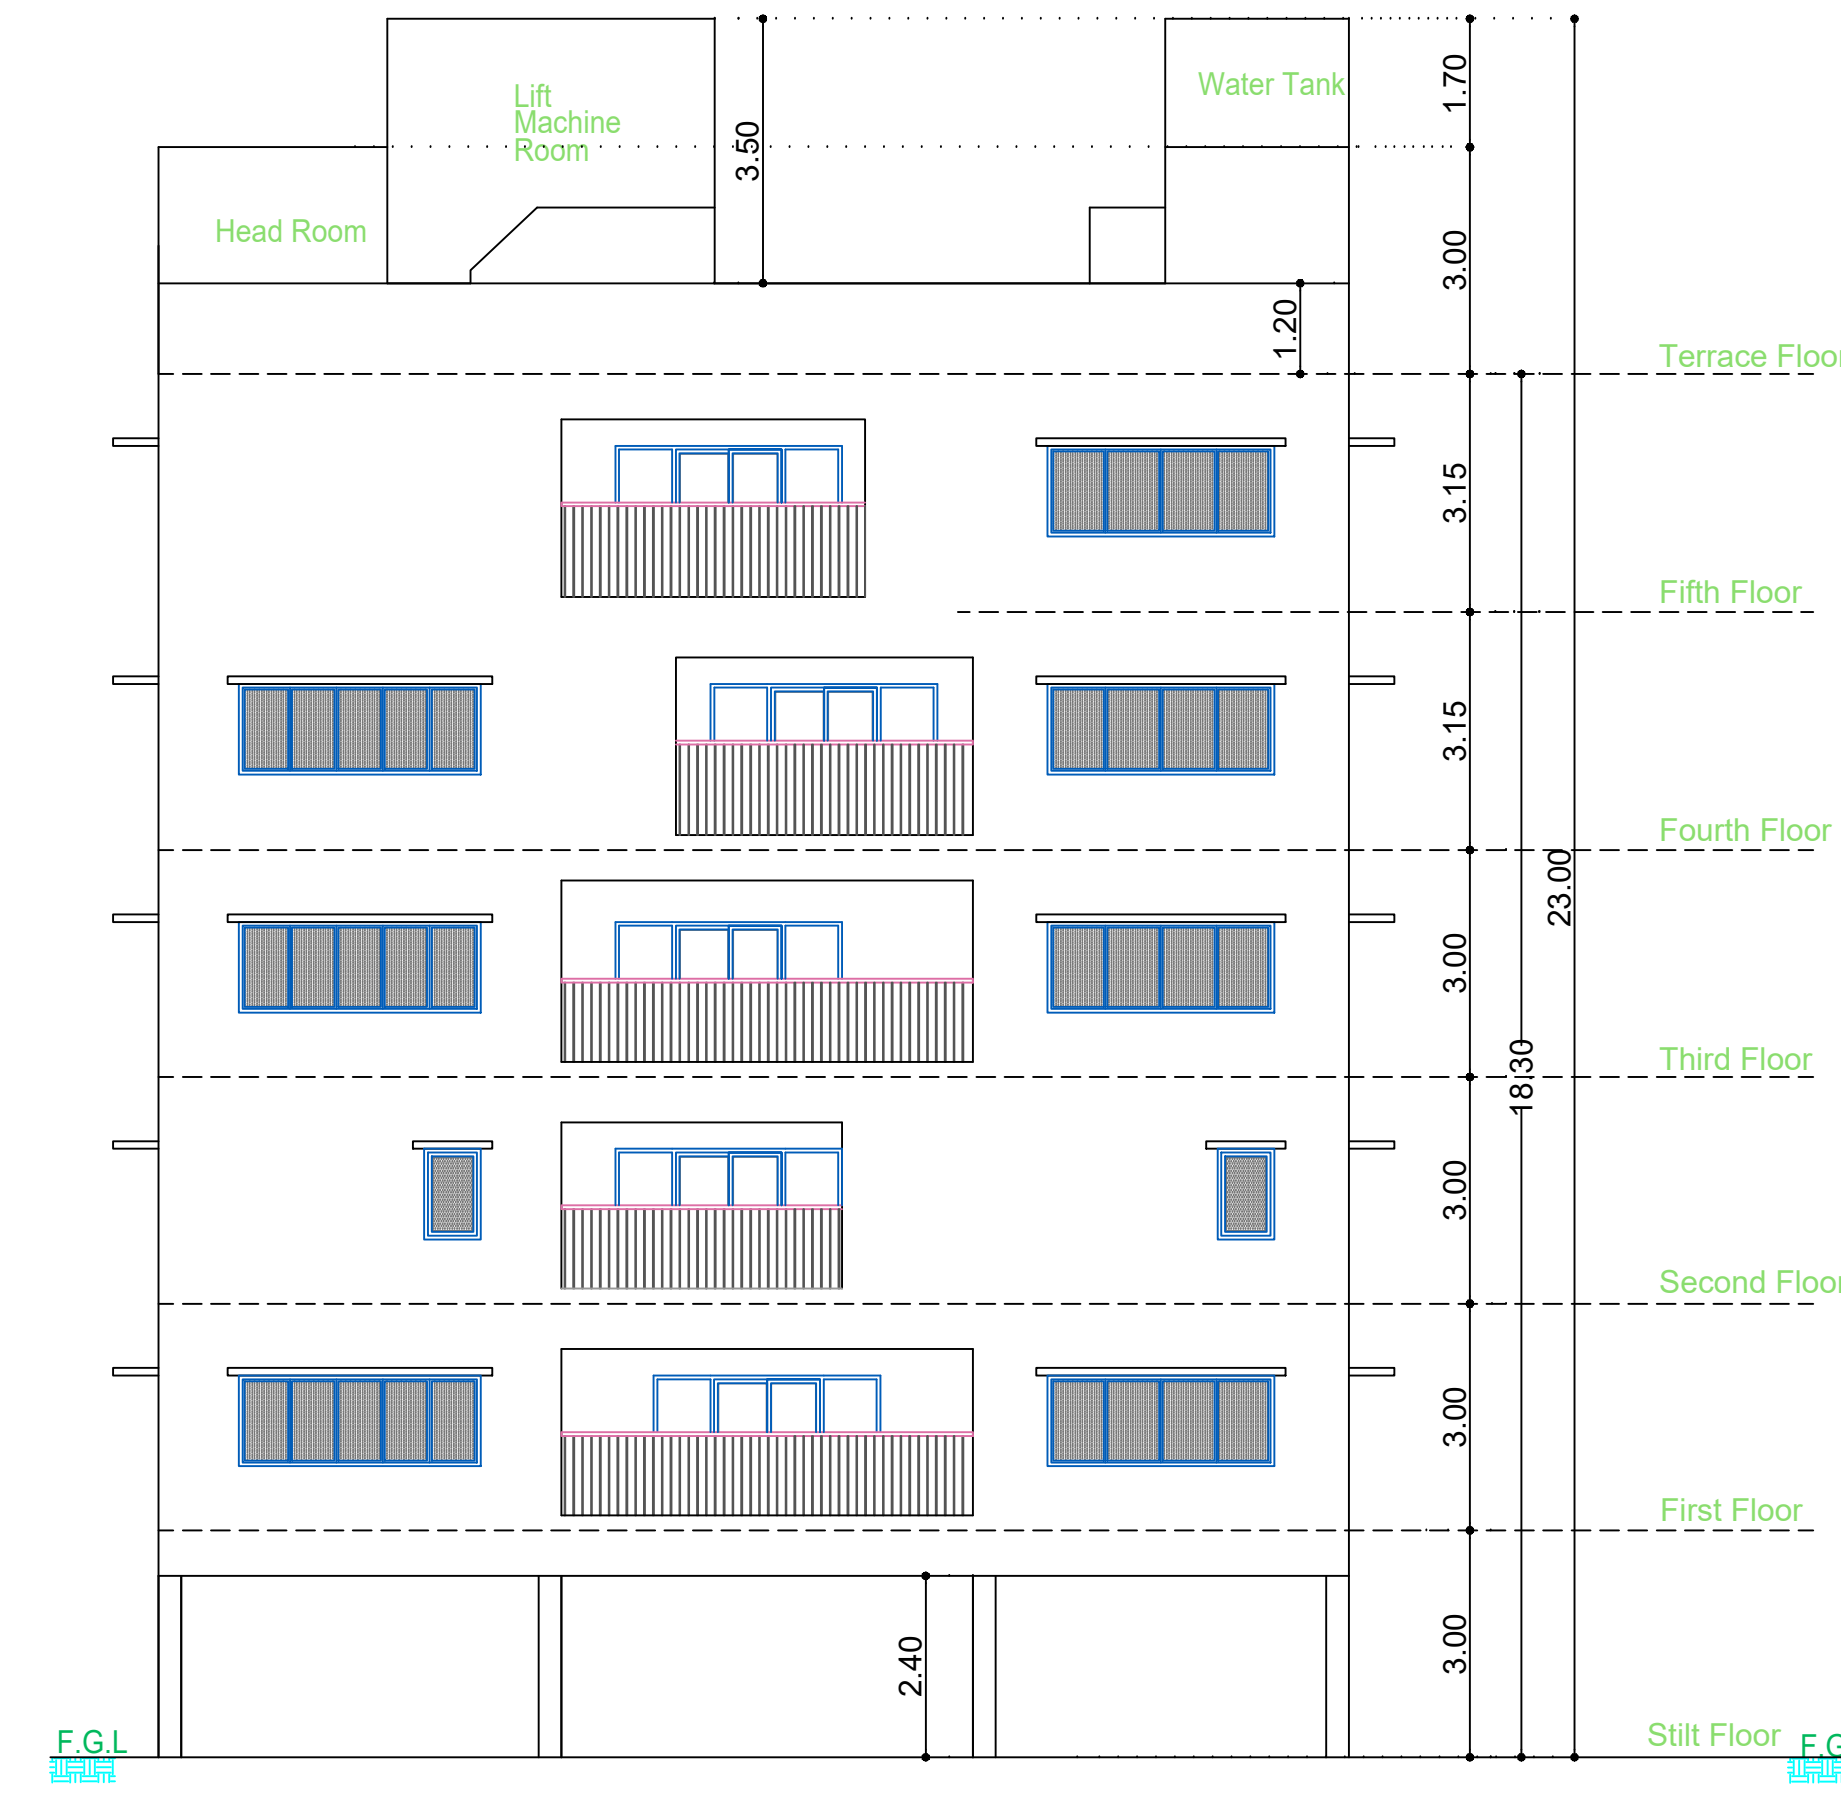 Lift
Machine
Room
Water Tank
1.70
3.50
Head Room
3.00
1.20
Terrace Floor
3.15
Fifth Floor
3.15
Fourth Floor
23.00
3.00
Third Floor
18.30
3.00
Second Floor
3.00
First Floor
3.00
2.40
Stilt Floor
F.G.L
F.G